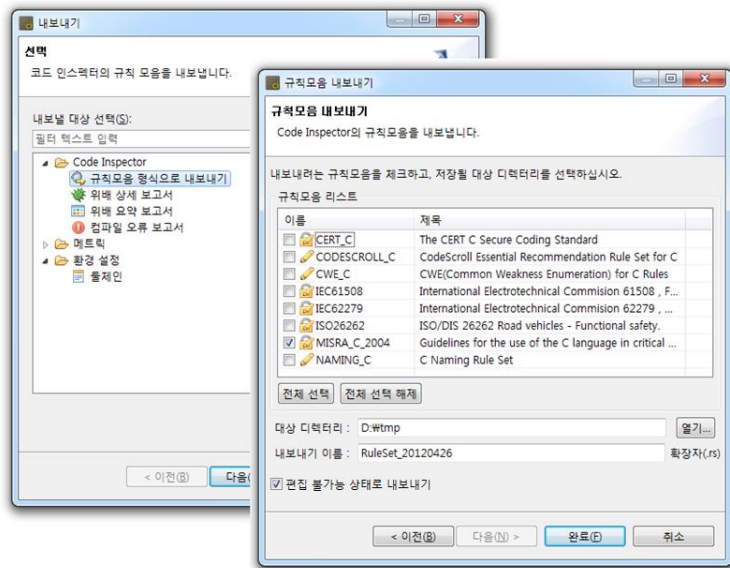 내보내기
선택
코드 인스펙터의 규칙 모음을 내보냅니다.
내보낼 대상 선택(S):
필터 텍스트 입력
Code Inspector
규칙모음 형식으로 내보내기
위배 상세 보고서
위배 요약 보고서
컴파일 오류 보고서
메트릭
환경 설정
툴체인
< 이전(B)
다음(
규칙모음 내보내기
규칙모음 내보내기
Code Inspector의 규칙모음을 내보냅니다.
내보내려는 규칙모음을 체크하고, 저장될 대상 디렉터리를 선택하십시오.
규칙모음 리스트
이름 제목
CERT_C The CERT C Secure Coding Standard
CODESCROLL_C CodeScroll Essential Recommendation Rule Set for C
CWE_C CWE(Common Weakness Enumeration) for C Rules
IEC61508 International Electrotechnical Commision 61508 , F...
IEC62279 International Electrotechnical Commision 62279 , ...
ISO26262 ISO/DIS 26262 Road vehicles - Functional safety.
MISRA_C_2004 Guidelines for the use of the C language in critical ...
NAMING_C C Naming Rule Set
전체 선택 전체 선택 해제
대상 디렉터리 : D:₩tmp 열기...
내보내기 이름 : RuleSet_20120426 확장자(.rs)
편집 불가능 상태로 내보내기
< 이전(B) 다음(N) > 완료(F) 취소